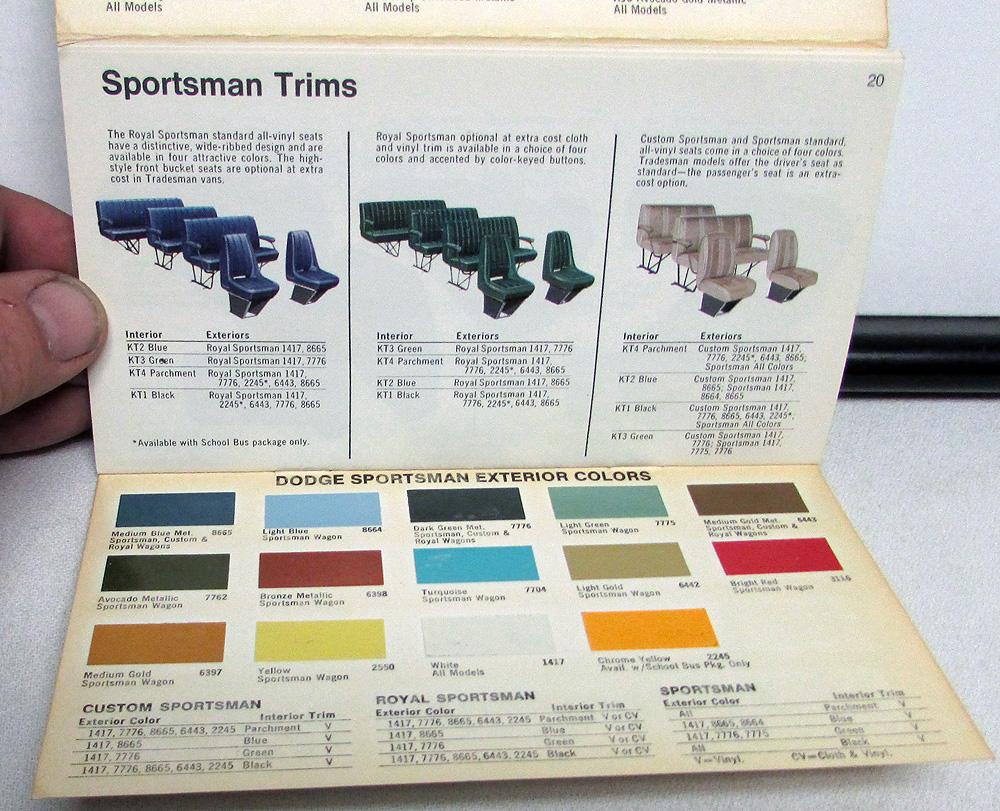 All Models
All Models
All Models
Sportsman Trims
20
The Royal Sportsman standard all-vinyl seats
have a distinctive, wide-ribbed design and are
available in four attractive colors. The high-
style front bucket seats are optional at extra
cost in Tradesman vans.
Royal Sportsman optional at extra cost cloth
and vinyl trim is available in a choice of four
colors and accented by color-keyed buttons.
Custom Sportsman and Sportsman standard,
all-vinyl seats come in a choice of four colors.
Tradesman models offer the driver's seat as
standard—the passenger's seat is an extra-
cost option.
Interior Exteriors
KT2 Blue Royal Sportsman 1417, 8665
KT3 Green Royal Sportsman 1417, 7776
KT4 Parchment Royal Sportsman 1417,
7776, 2245*, 6443, 8665
KT1 Black Royal Sportsman 1417,
2245*, 6443, 7776, 8665
*Available with School Bus package only.
Interior Exteriors
KT3 Green Royal Sportsman 1417, 7776
KT4 Parchment Royal Sportsman 1417,
7776, 2245*, 6443, 8665
KT2 Blue Royal Sportsman 1417, 8665
KT1 Black Royal Sportsman 1417,
7776, 2245*, 6443, 8665
Interior Exteriors
KT4 Parchment Custom Sportsman 1417,
7776, 2245*, 6443, 8665;
Sportsman All Colors
KT2 Blue Custom Sportsman 1417,
8665; Sportsman 1417,
8664, 8665
KT1 Black Custom Sportsman 1417,
7776, 8665, 6443, 2245*,
Sportsman All Colors
KT3 Green Custom Sportsman 1417,
7776; Sportsman 1417,
7775, 7776
DODGE SPORTSMAN EXTERIOR COLORS
Medium Blue Met. 8665
Sportsman, Custom &
Royal Wagons
Light Blue 8664
Sportsman Wagon
Dark Green Met. 7776
Sportsman, Custom &
Royal Wagons
Light Green 7775
Sportsman Wagon
Medium Gold Met. 6443
Sportsman, Custom &
Royal Wagons
Avocado Metallic 7762
Sportsman Wagon
Bronze Metallic 6398
Sportsman Wagon
Turquoise 7704
Sportsman Wagon
Light Gold 6442
Sportsman Wagon
Bright Red 3116
Sportsman Wagon
Medium Gold 6397
Sportsman Wagon
Yellow 2550
Sportsman Wagon
White 1417
All Models
Chrome Yellow 2245
Avail. w/School Bus Pkg. Only
CUSTOM SPORTSMAN
Exterior Color Interior Trim
1417, 7776, 8665, 6443, 2245 Parchment V
1417, 8665 Blue V
1417, 7776 Green V
1417, 7776, 8665, 6443, 2245 Black V
ROYAL SPORTSMAN
Exterior Color Interior Trim
1417, 7776, 8665, 6443, 2245 Parchment V or CV
1417, 8665 Blue V or CV
1417, 7776 Green V or CV
1417, 7776, 8665, 6443, 2245 Black V or CV
SPORTSMAN
Exterior Color Interior Trim
All Parchment V
1417, 8665, 8664 Blue V
1417, 7776, 7775 Green V
All Black V
V—Vinyl. CV—Cloth & Vinyl.